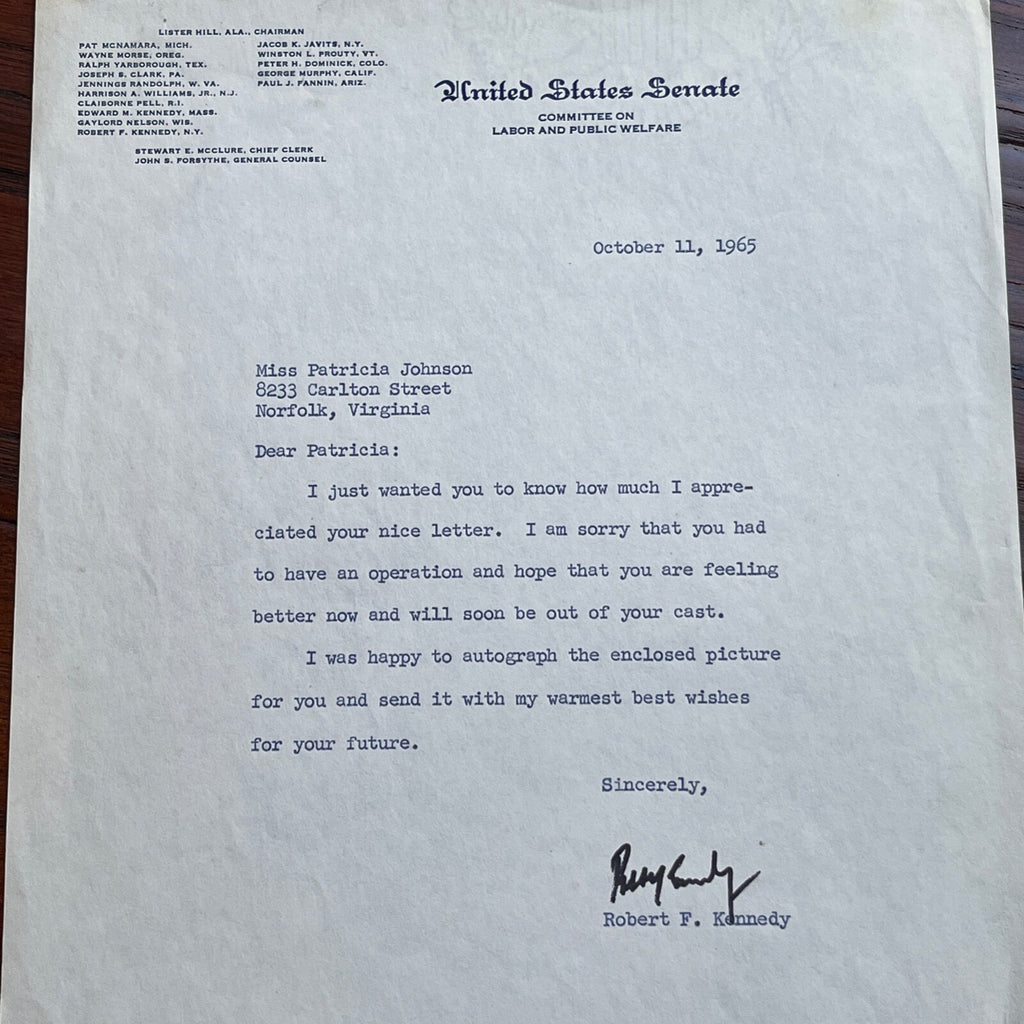 LISTER HILL, ALA., CHAIRMAN
PAT MCNAMARA, MICH.
WAYNE MORSE, OREG.
RALPH YARBOROUGH, TEX.
JOSEPH S. CLARK, PA.
JENNINGS RANDOLPH, W. VA.
HARRISON A. WILLIAMS, JR., N.J.
CLAIBORNE PELL, R.I.
EDWARD M. KENNEDY, MASS.
GAYLORD NELSON, WIS.
ROBERT F. KENNEDY, N.Y.
JACOB K. JAVITS, N.Y.
WINSTON L. PROUTY, VT.
PETER H. DOMINICK, COLO.
GEORGE MURPHY, CALIF.
PAUL J. FANNIN, ARIZ.
STEWART E. MCCLURE, CHIEF CLERK
JOHN S. FORSYTHE, GENERAL COUNSEL
United States Senate
COMMITTEE ON
LABOR AND PUBLIC WELFARE
October 11, 1965
Miss Patricia Johnson
8233 Carlton Street
Norfolk, Virginia
Dear Patricia:
I just wanted you to know how much I appre-
ciated your nice letter. I am sorry that you had
to have an operation and hope that you are feeling
better now and will soon be out of your cast.
I was happy to autograph the enclosed picture
for you and send it with my warmest best wishes
for your future.
Sincerely,
Robert F. Kennedy